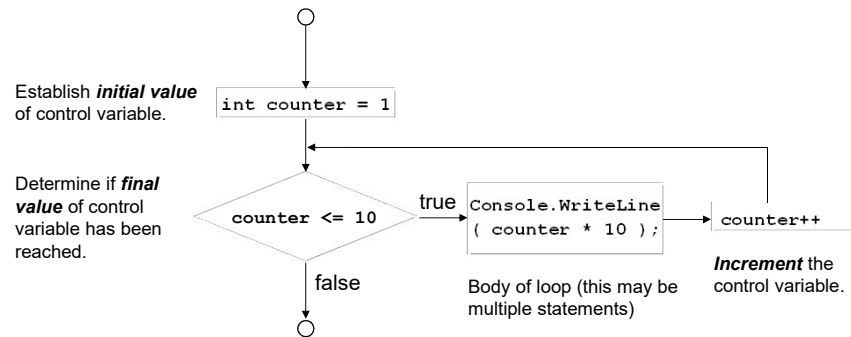 Establish initial value
of control variable.
int counter = 1
Determine if final
value of control
variable has been
reached.
counter <= 10
true
Console.WriteLine
( counter * 10 );
counter++
false
Body of loop (this may be
multiple statements)
Increment the
control variable.